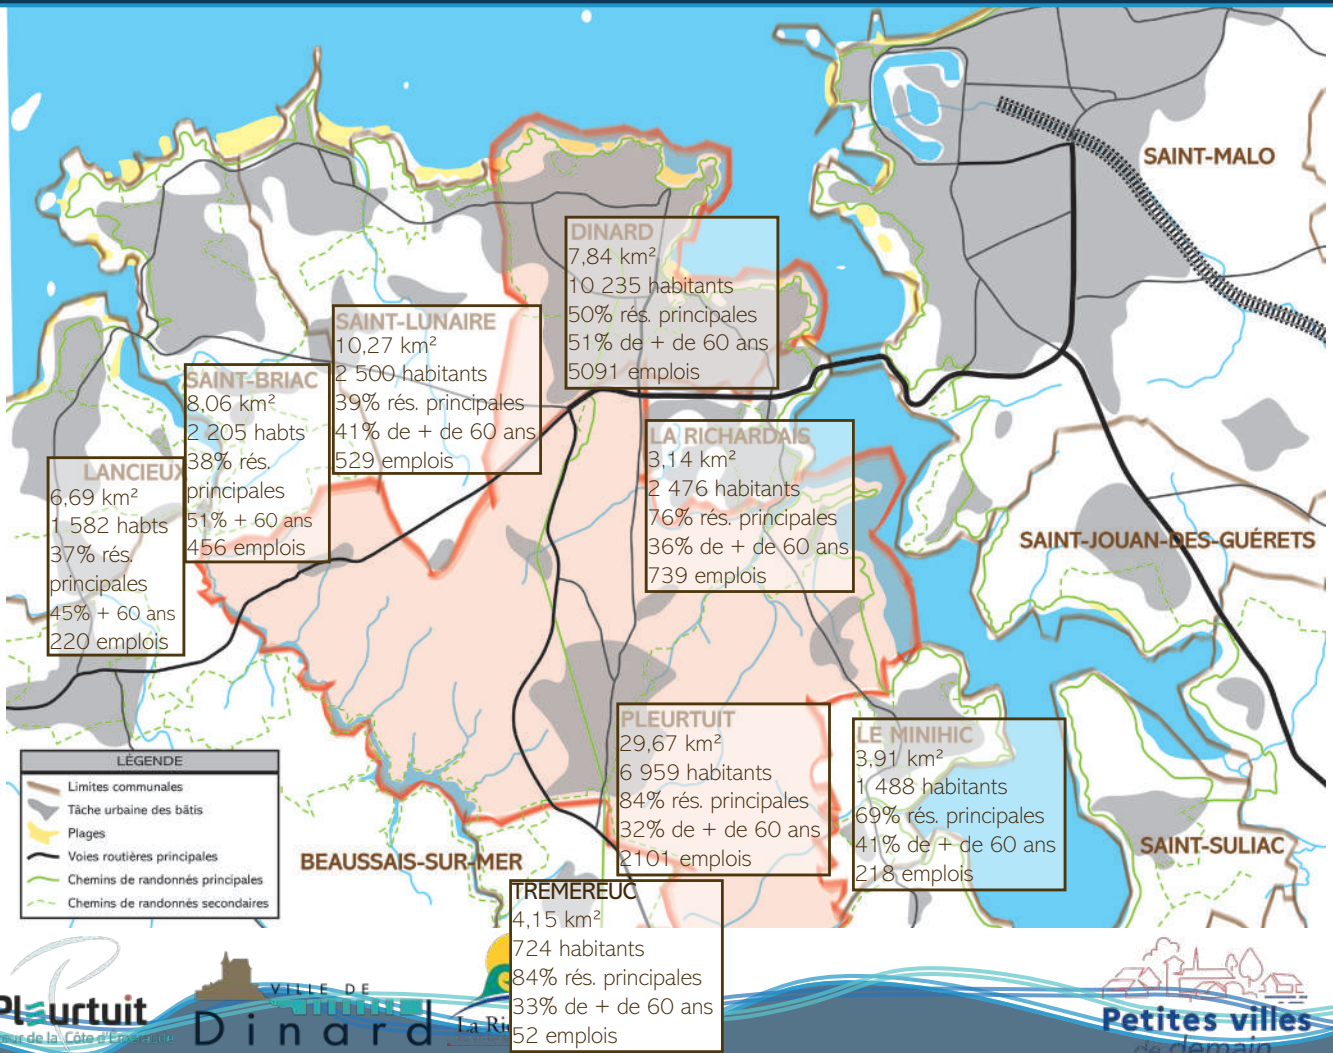 SAINT-MALO
DINARD
7,84 km²
10 235 habitants
50% rés. principales
51% de + de 60 ans
5091 emplois
SAINT-LUNAIRE
10,27 km²
2 500 habitants
39% rés. principales
41% de + de 60 ans
529 emplois
SAINT-BRIAC
8,06 km²
2 205 habts
38% rés.
principales
51% + 60 ans
456 emplois
LANCIEUX
6,69 km²
1 582 habts
37% rés.
principales
45% + 60 ans
220 emplois
LA RICHARDAIS
3,14 km²
2 476 habitants
76% rés. principales
36% de + de 60 ans
739 emplois
SAINT-JOUAN-DES-GUÉRETS
PLEURTUIT
29,67 km²
6 959 habitants
84% rés. principales
32% de + de 60 ans
2101 emplois
LE MINIHIC
3,91 km²
1 488 habitants
69% rés. principales
41% de + de 60 ans
218 emplois
SAINT-SULIAC
BEAUSSAIS-SUR-MER
TREMEREUC
4,15 km²
724 habitants
84% rés. principales
33% de + de 60 ans
52 emplois
LÉGENDE
Limites communales
Tâche urbaine des bâtis
Plages
Voies routières principales
Chemins de randonnés principales
Chemins de randonnés secondaires
Pleurtuit
de la Côte d'Emeraude
VILLE DE
Dinard
La Ri
Petites villes
de demain